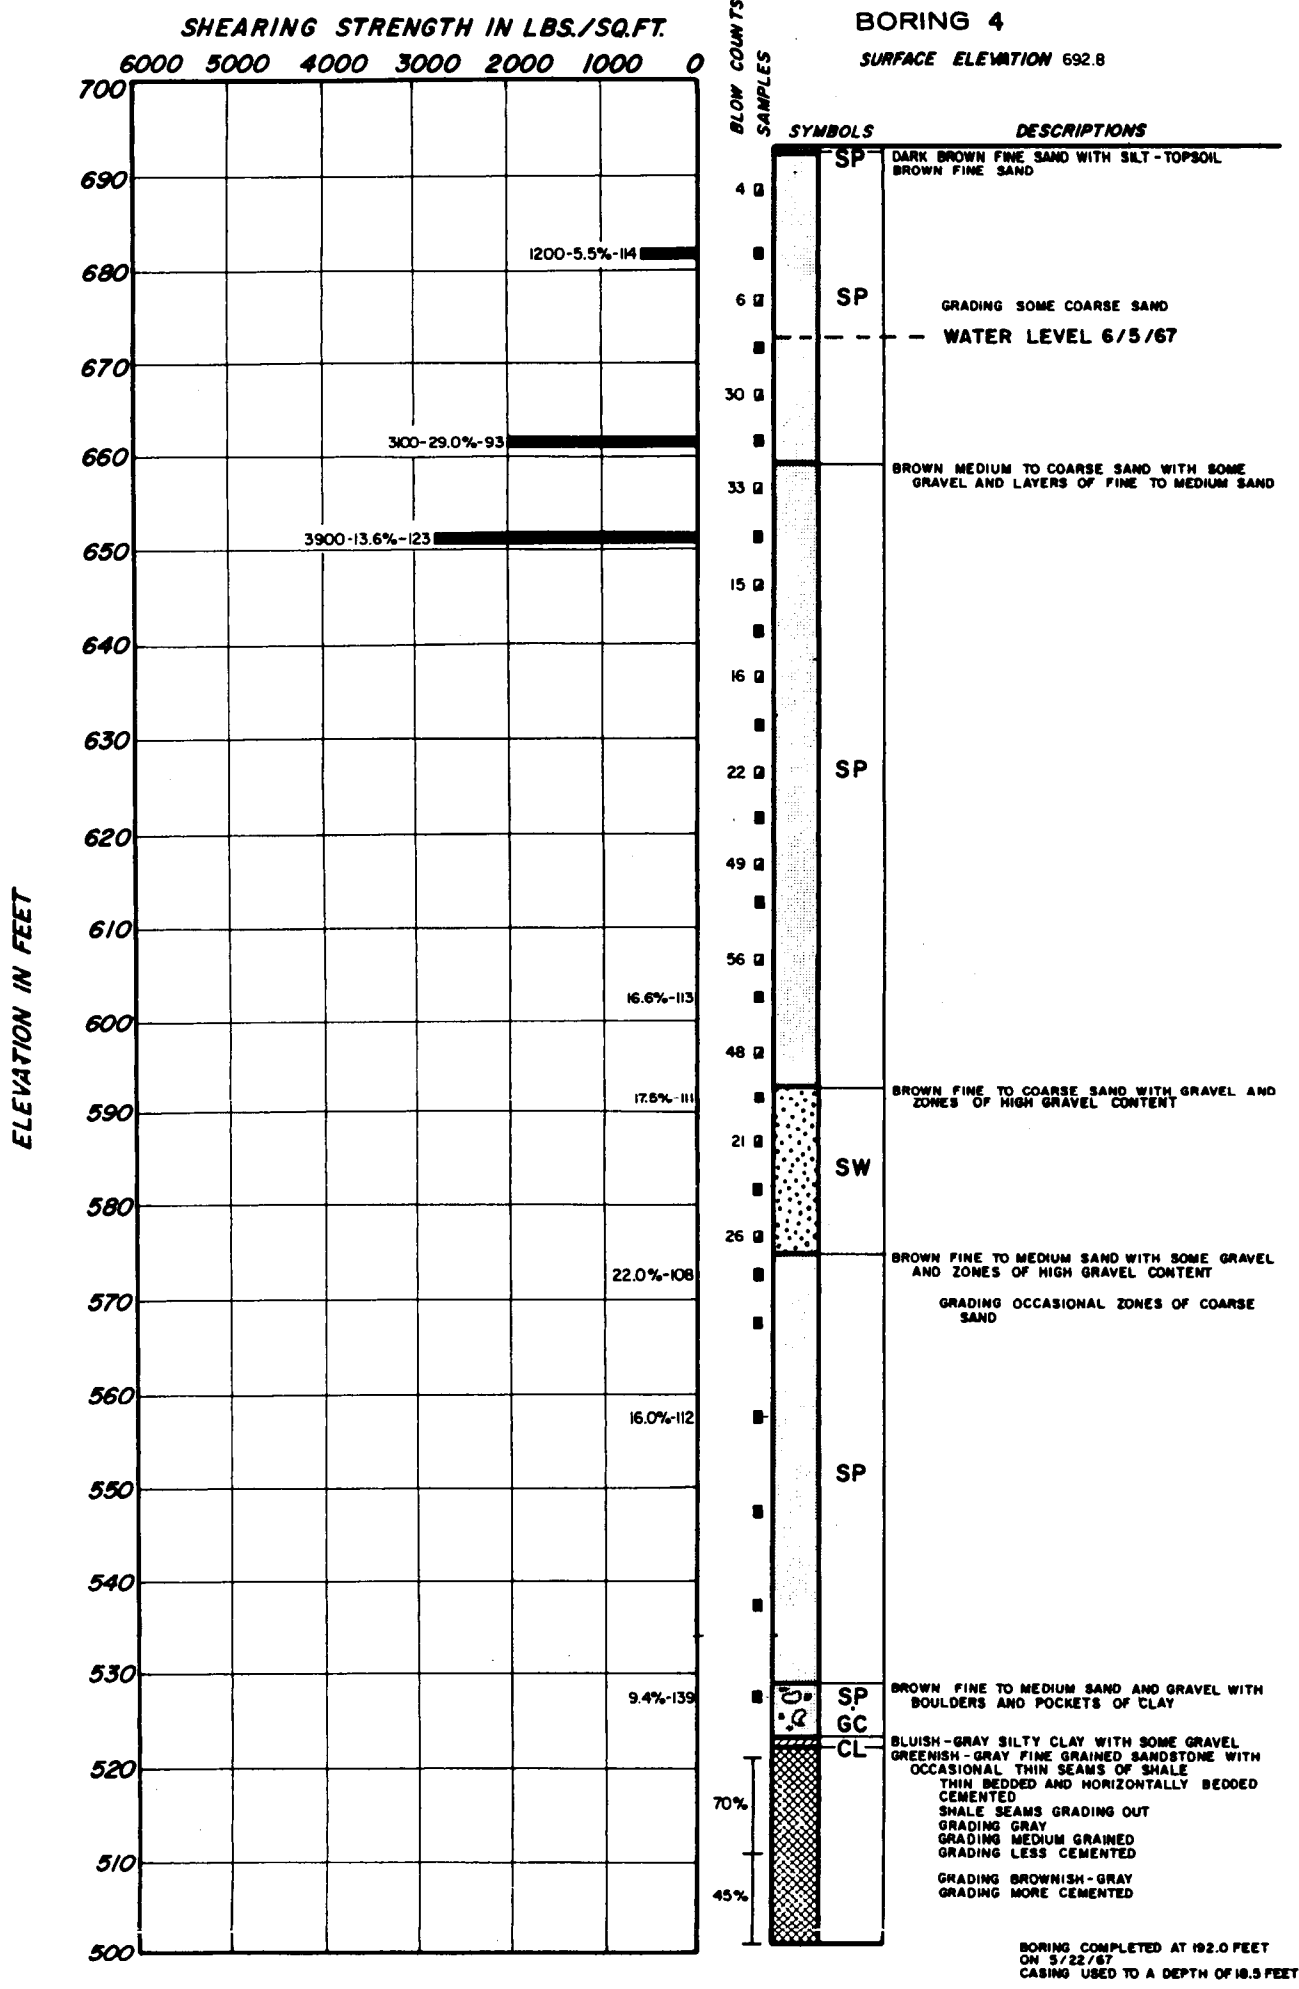 SHEARING STRENGTH IN LBS./SQ.FT.
6000 5000 4000 3000 2000 1000 0
BLOW COUNTS
SAMPLES
BORING 4
SURFACE ELEVATION 692.8
SYMBOLS
DESCRIPTIONS
ELEVATION IN FEET
700
690
680
670
660
650
640
630
620
610
600
590
580
570
560
550
540
530
520
510
500
1200-5.5%-114
3100-29.0%-93
3900-13.6%-123
16.6%-113
17.5%-111
22.0%-108
16.0%-112
9.4%-139
4
6
30
33
15
16
22
49
56
48
21
26
70%
45%
SP
SP
SP
SW
SP
SP
GC
CL
DARK BROWN FINE SAND WITH SILT-TOPSOIL
BROWN FINE SAND
GRADING SOME COARSE SAND
WATER LEVEL 6/5/67
BROWN MEDIUM TO COARSE SAND WITH SOME
GRAVEL AND LAYERS OF FINE TO MEDIUM SAND
BROWN FINE TO COARSE SAND WITH GRAVEL AND
ZONES OF HIGH GRAVEL CONTENT
BROWN FINE TO MEDIUM SAND WITH SOME GRAVEL
AND ZONES OF HIGH GRAVEL CONTENT
GRADING OCCASIONAL ZONES OF COARSE
SAND
BROWN FINE TO MEDIUM SAND AND GRAVEL WITH
BOULDERS AND POCKETS OF CLAY
BLUISH-GRAY SILTY CLAY WITH SOME GRAVEL
GREENISH-GRAY FINE GRAINED SANDSTONE WITH
OCCASIONAL THIN SEAMS OF SHALE
THIN BEDDED AND HORIZONTALLY BEDDED
CEMENTED
SHALE SEAMS GRADING OUT
GRADING GRAY
GRADING MEDIUM GRAINED
GRADING LESS CEMENTED
GRADING BROWNISH-GRAY
GRADING MORE CEMENTED
BORING COMPLETED AT 192.0 FEET
ON 5/22/67
CASING USED TO A DEPTH OF 18.5 FEET